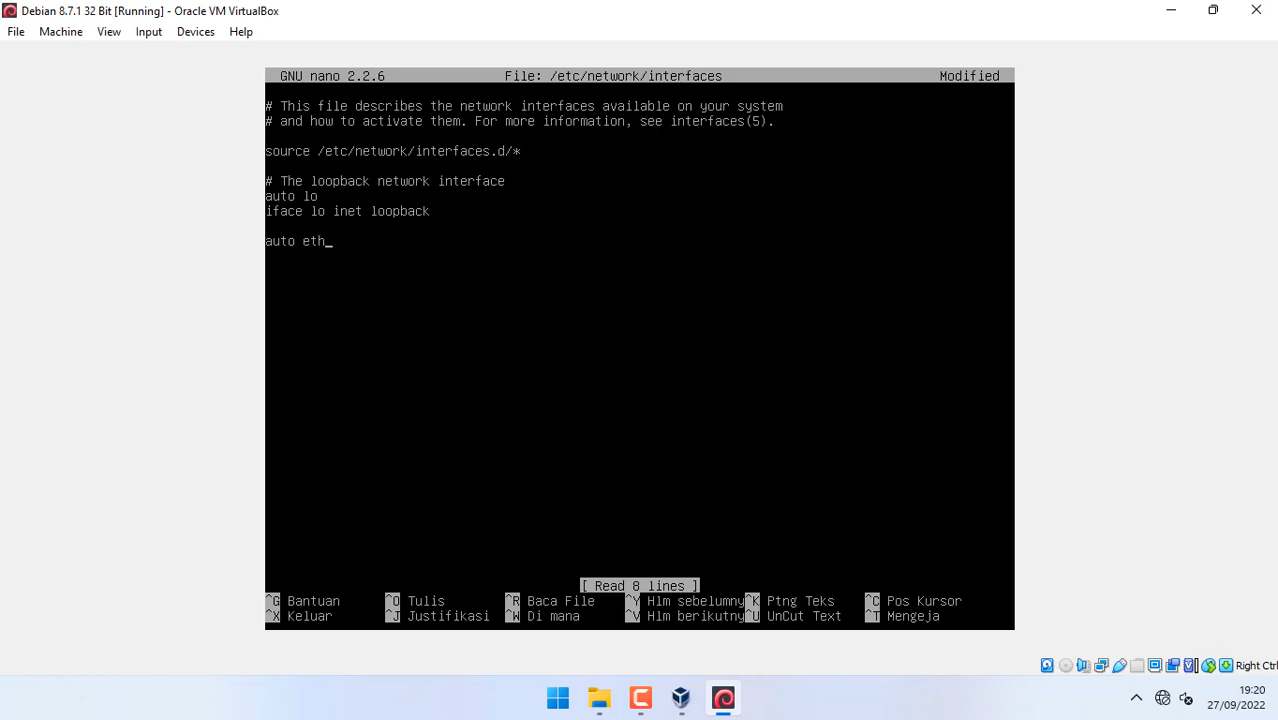 Debian 8.7.1 32 Bit [Running] - Oracle VM VirtualBox
File Machine View Input Devices Help
GNU nano 2.2.6 File: /etc/network/interfaces Modified
# This file describes the network interfaces available on your system
# and how to activate them. For more information, see interfaces(5).
source /etc/network/interfaces.d/*
# The loopback network interface
auto lo
iface lo inet loopback
auto eth_
[ Read 8 lines ]
^G Bantuan ^O Tulis ^R Baca File ^Y Hlm sebelumny ^K Ptng Teks ^C Pos Kursor
^X Keluar ^J Justifikasi ^W Di mana ^V Hlm berikutny ^U UnCut Text ^T Mengeja
Right Ctrl
19:20
27/09/2022